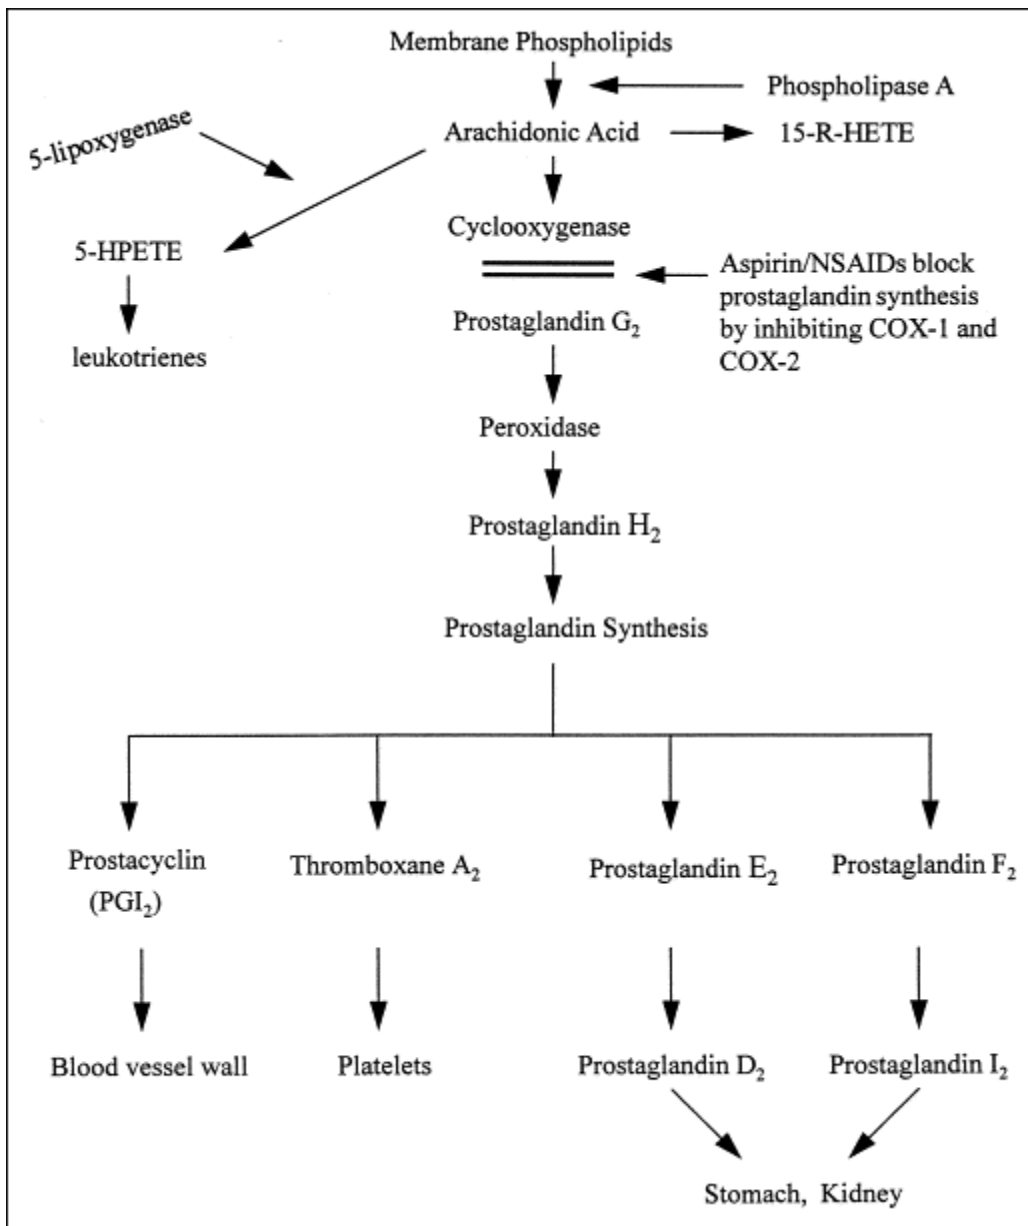 Membrane Phospholipids
Phospholipase A
5-lipoxygenase
Arachidonic Acid
15-R-HETE
Cyclooxygenase
5-HPETE
Aspirin/NSAIDs block
prostaglandin synthesis
by inhibiting COX-1 and
COX-2
Prostaglandin G₂
leukotrienes
Peroxidase
Prostaglandin H₂
Prostaglandin Synthesis
Prostacyclin
(PGI₂)
Thromboxane A₂
Prostaglandin E₂
Prostaglandin F₂
Blood vessel wall
Platelets
Prostaglandin D₂
Prostaglandin I₂
Stomach, Kidney